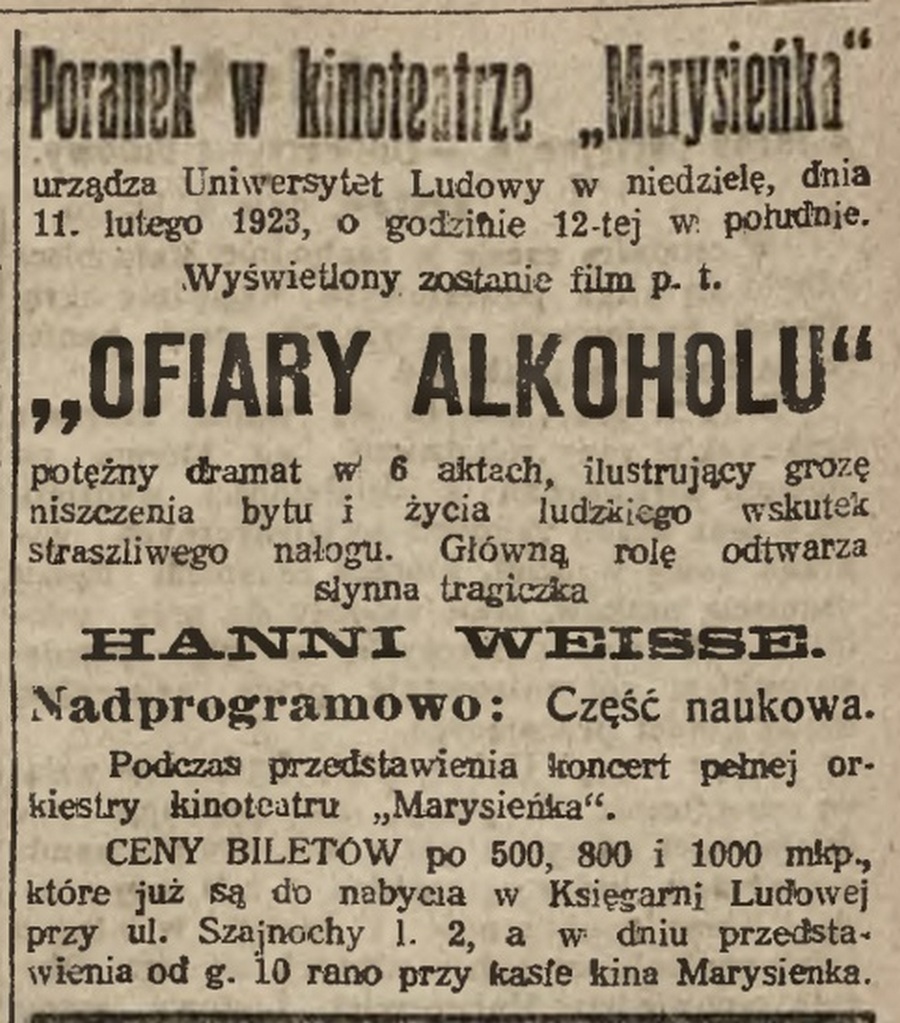 Poranek w kinoteatrze „Marysieńka“
urządza Uniwersytet Ludowy w niedzielę, dnia
11. lutego 1923, o godzinie 12-tej w południe.
Wyświetlony zostanie film p. t.
„OFIARY ALKOHOLU“
potężny dramat w 6 aktach, ilustrujący grozę
niszczenia bytu i życia ludzkiego wskutek
straszliwego nałogu. Główną rolę odtwarza
słynna tragiczka
HANNI WEISSE.
Nadprogramowo: Część naukowa.
Podczas przedstawienia koncert pełnej or-
kiestry kinoteatru „Marysieńka“.
CENY BILETÓW po 500, 800 i 1000 mkp.,
które już są do nabycia w Księgarni Ludowej
przy ul. Szajnochy l. 2, a w dniu przedsta-
wienia od g. 10 rano przy kasie kina Marysienka.